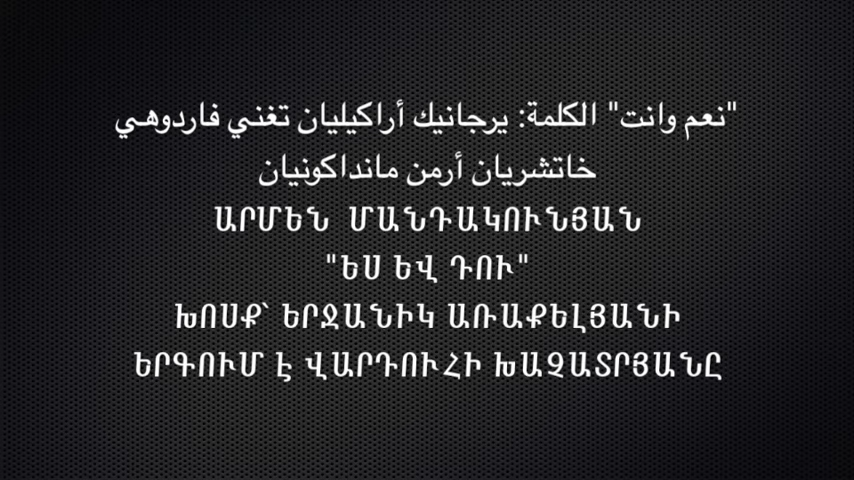 "نعم وانت" الكلمة: يرجانيك أراكيليان تغني فاردوهي
خاتشريان أرمن مانداكونيان
ԱՐՄԵՆ ՄԱՆԴԱԿՈՒՆՅԱՆ
"ԵՍ ԵՎ ԴՈՒ"
ԽՈՍՔ՝ ԵՐՋԱՆԻԿ ԱՌԱՔԵԼՅԱՆԻ
ԵՐԳՈՒՄ Է ՎԱՐԴՈՒՀԻ ԽԱՉԱՏՐՅԱՆԸ